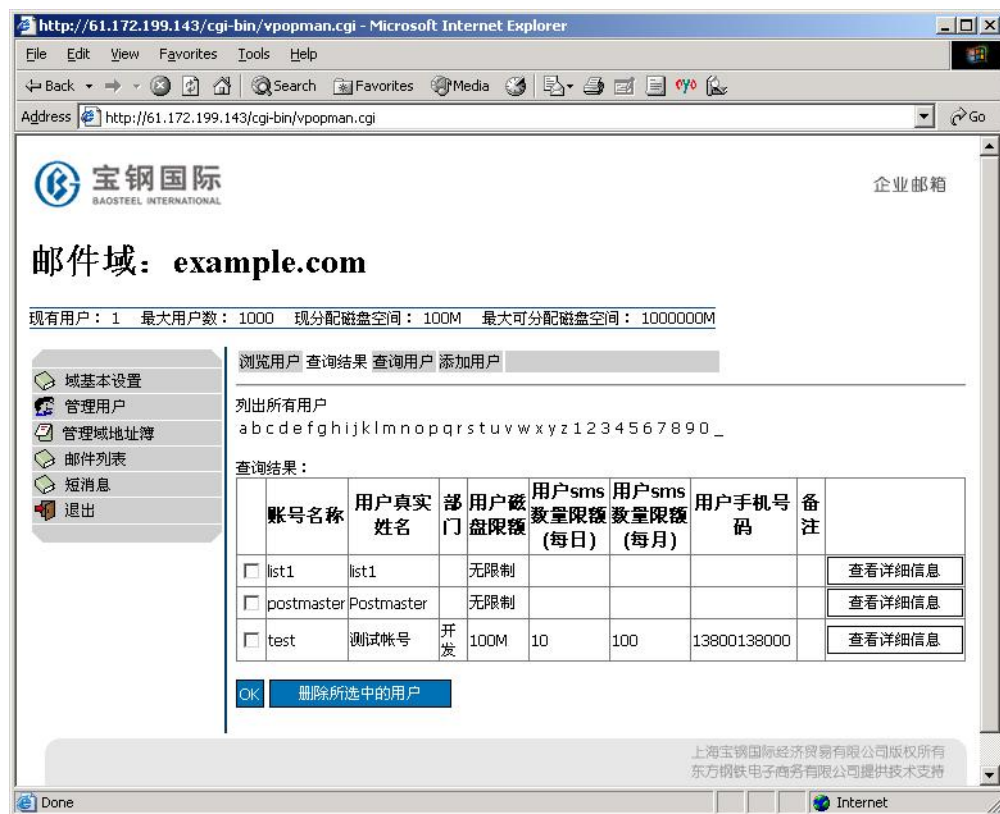 http://61.172.199.143/cgi-bin/vpopman.cgi - Microsoft Internet Explorer
File Edit View Favorites Tools Help
Back Search Favorites Media
Address http://61.172.199.143/cgi-bin/vpopman.cgi Go
宝钢国际
BAOSTEEL INTERNATIONAL
企业邮箱
邮件域：example.com
现有用户：1 最大用户数：1000 现分配磁盘空间：100M 最大可分配磁盘空间：1000000M
域基本设置
管理用户
管理域地址簿
邮件列表
短消息
退出
浏览用户 查询结果 查询用户 添加用户
列出所有用户
a b c d e f g h i j k l m n o p q r s t u v w x y z 1 2 3 4 5 6 7 8 9 0 _
查询结果：
账号名称 用户真实姓名 部门 用户磁盘限额 用户sms数量限额(每日) 用户sms数量限额(每月) 用户手机号码 备注
list1 list1 无限制 查看详细信息
postmaster Postmaster 无限制 查看详细信息
test 测试帐号 开发 100M 10 100 13800138000 查看详细信息
OK 删除所选中的用户
上海宝钢国际经济贸易有限公司版权所有
东方钢铁电子商务有限公司提供技术支持
Done Internet